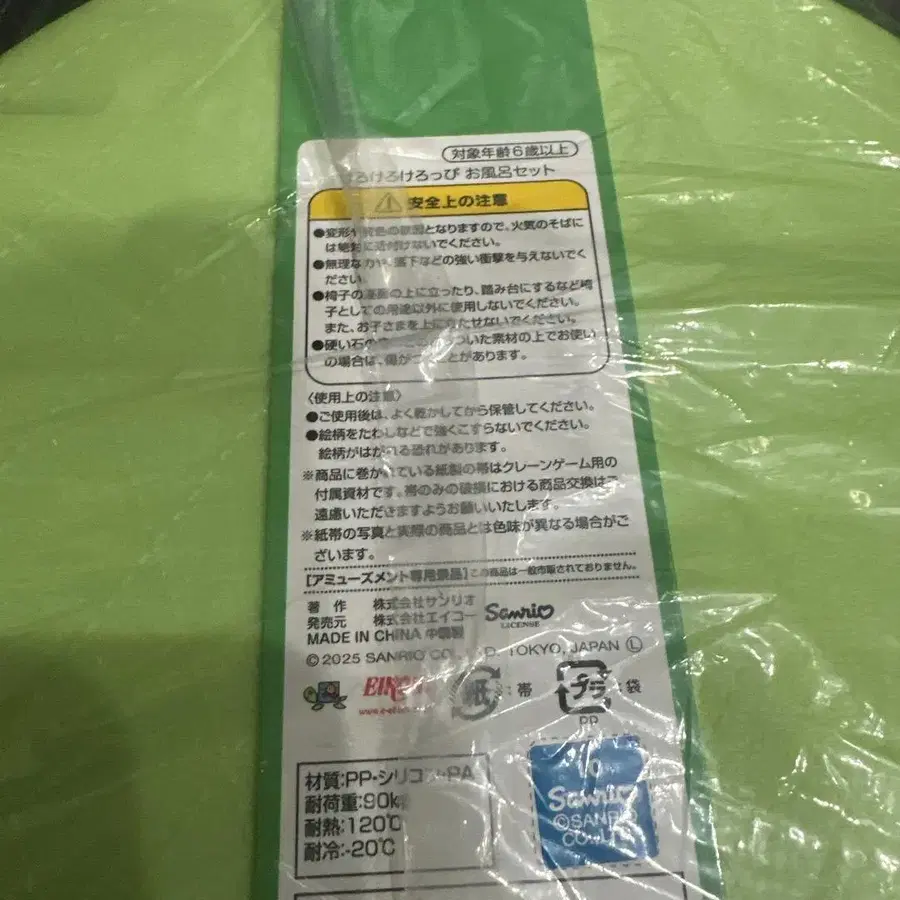 対象年齢6歳以上
けろけろけろっぴ お風呂セット
安全上の注意
●変形や の原因となりますので、火気のそばに
は絶対に近付けないでください。
●無理な 落下などの強い衝撃を与えないでく
ださい。
●椅子の座面の上に立ったり、踏み台にするなど椅
子としての用途以外に使用しないでください。
また、お子さまを上に立たせないでください。
●硬い石の ついた素材の上でお使い
の場合は、傷がつくことがあります。
〈使用上の注意〉
●ご使用後は、よく乾かしてから保管してください。
●絵柄をたわしなどで強くこすらないでください。
絵柄がはがれる恐れがあります。
※商品に巻かれている紙製の帯はクレーンゲーム用の
付属資材です。帯のみの破損における商品交換はご
遠慮いただきますようお願いいたします。
※紙帯の写真と実際の商品とは色味が異なる場合がご
ざいます。
【アミューズメント専用景品】この商品は一般市販されておりません。
著 作 株式会社サンリオ
発売元 株式会社エイコー
Sanrio
LICENSE
MADE IN CHINA 中国製
© 2025 SANRIO CO., LTD. TOKYO, JAPAN Ⓛ
紙 :帯
プラ :袋
PP
材質:PP・シリコン・PA
耐荷重:90k
耐熱:120℃
耐冷:-20℃
Sanrio
©SANRIO
CO.,LTD.